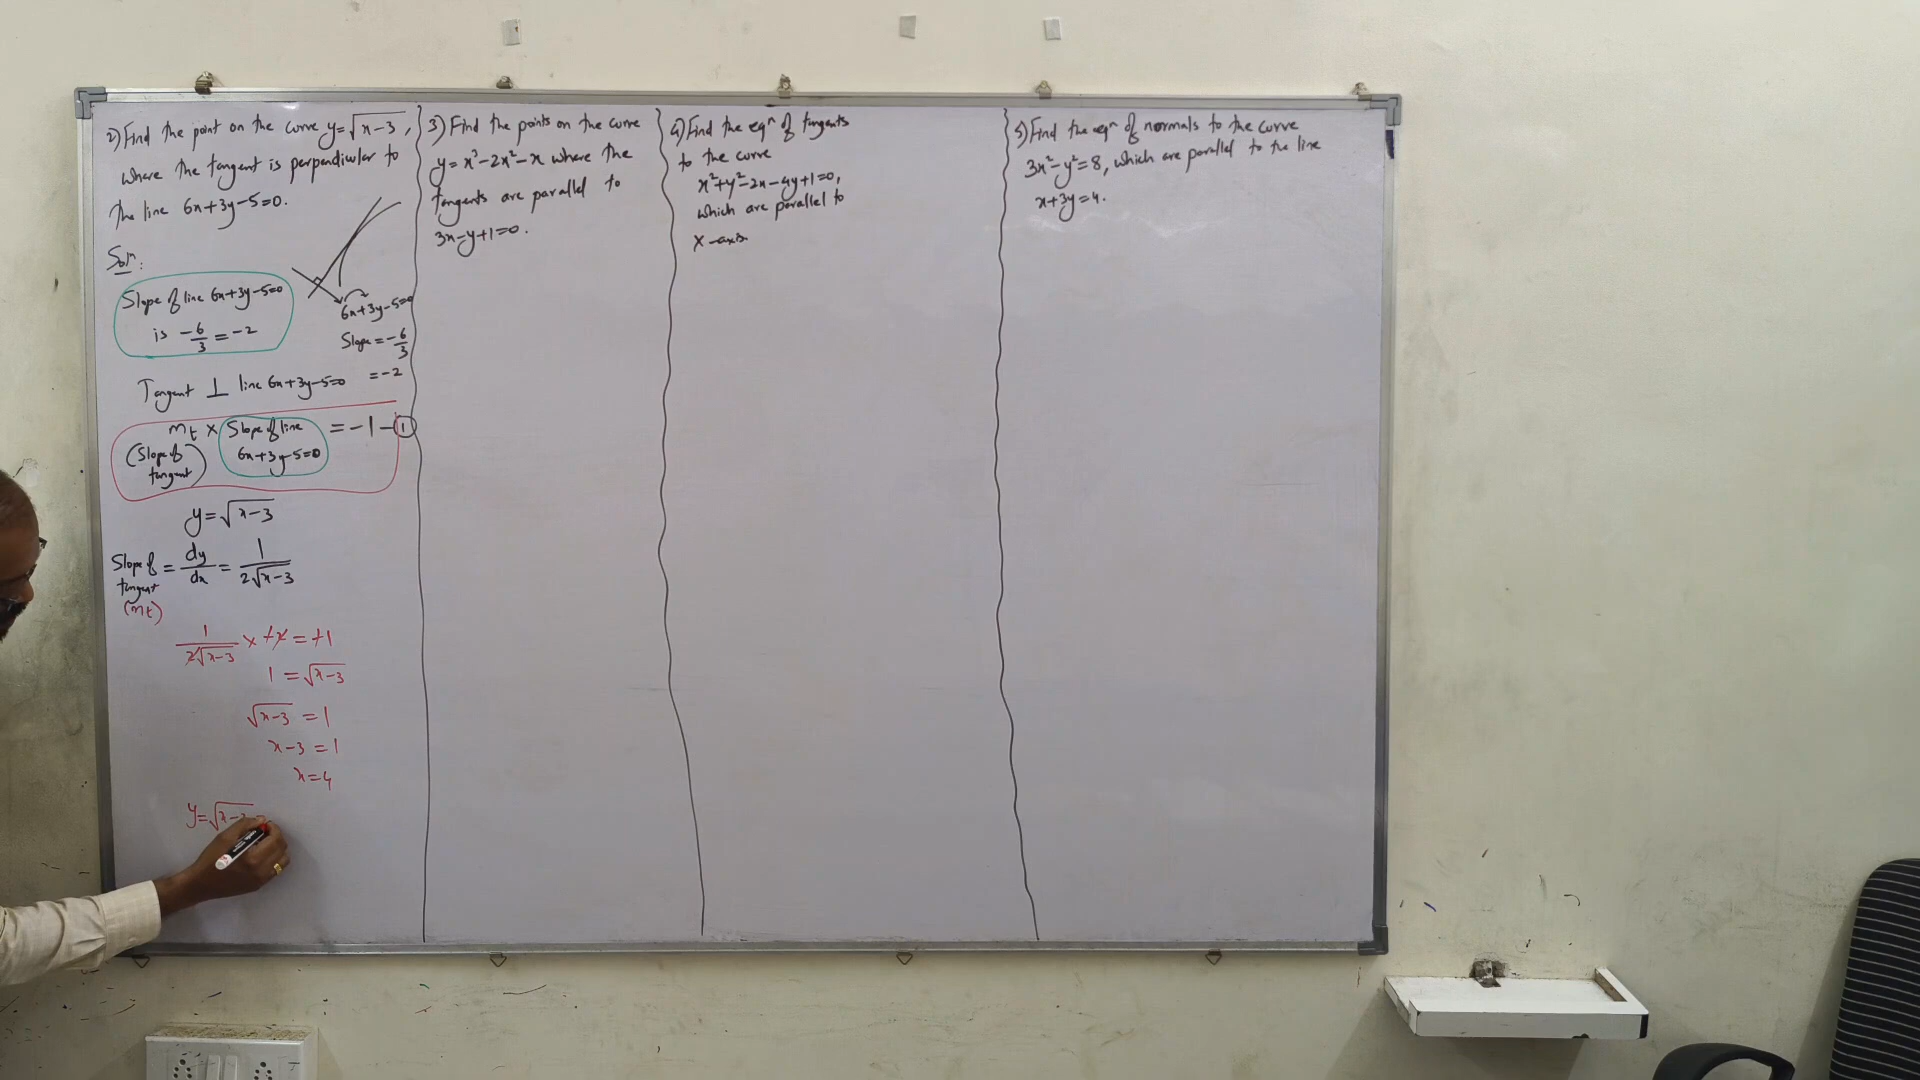 2) Find the point on the curve y=√x-3,
where the tangent is perpendicular to
the line 6x+3y-5=0.
Solⁿ:
Slope of line 6x+3y-5=0
is -6/3 = -2
6x+3y-5=0
Slope = -6/3
= -2
Tangent ⊥ line 6x+3y-5=0
mt × Slope of line = -1 - ①
(Slope of tangent) 6x+3y-5=0
y=√x-3
Slope of tangent (mt) = dy/dx = 1/2√x-3
1/2√x-3 × -2 = -1
1 = √x-3
√x-3 = 1
x-3 = 1
x=4
y=√x-3
3) Find the points on the curve
y=x³-2x²-x where the
tangents are parallel to
3x-y+1=0.
4) Find the eqⁿ of tangents
to the curve
x²+y²-2x-4y+1=0,
which are parallel to
X-axis
5) Find the eqⁿ of normals to the curve
3x²-y²=8, which are parallel to the line
x+3y=4.